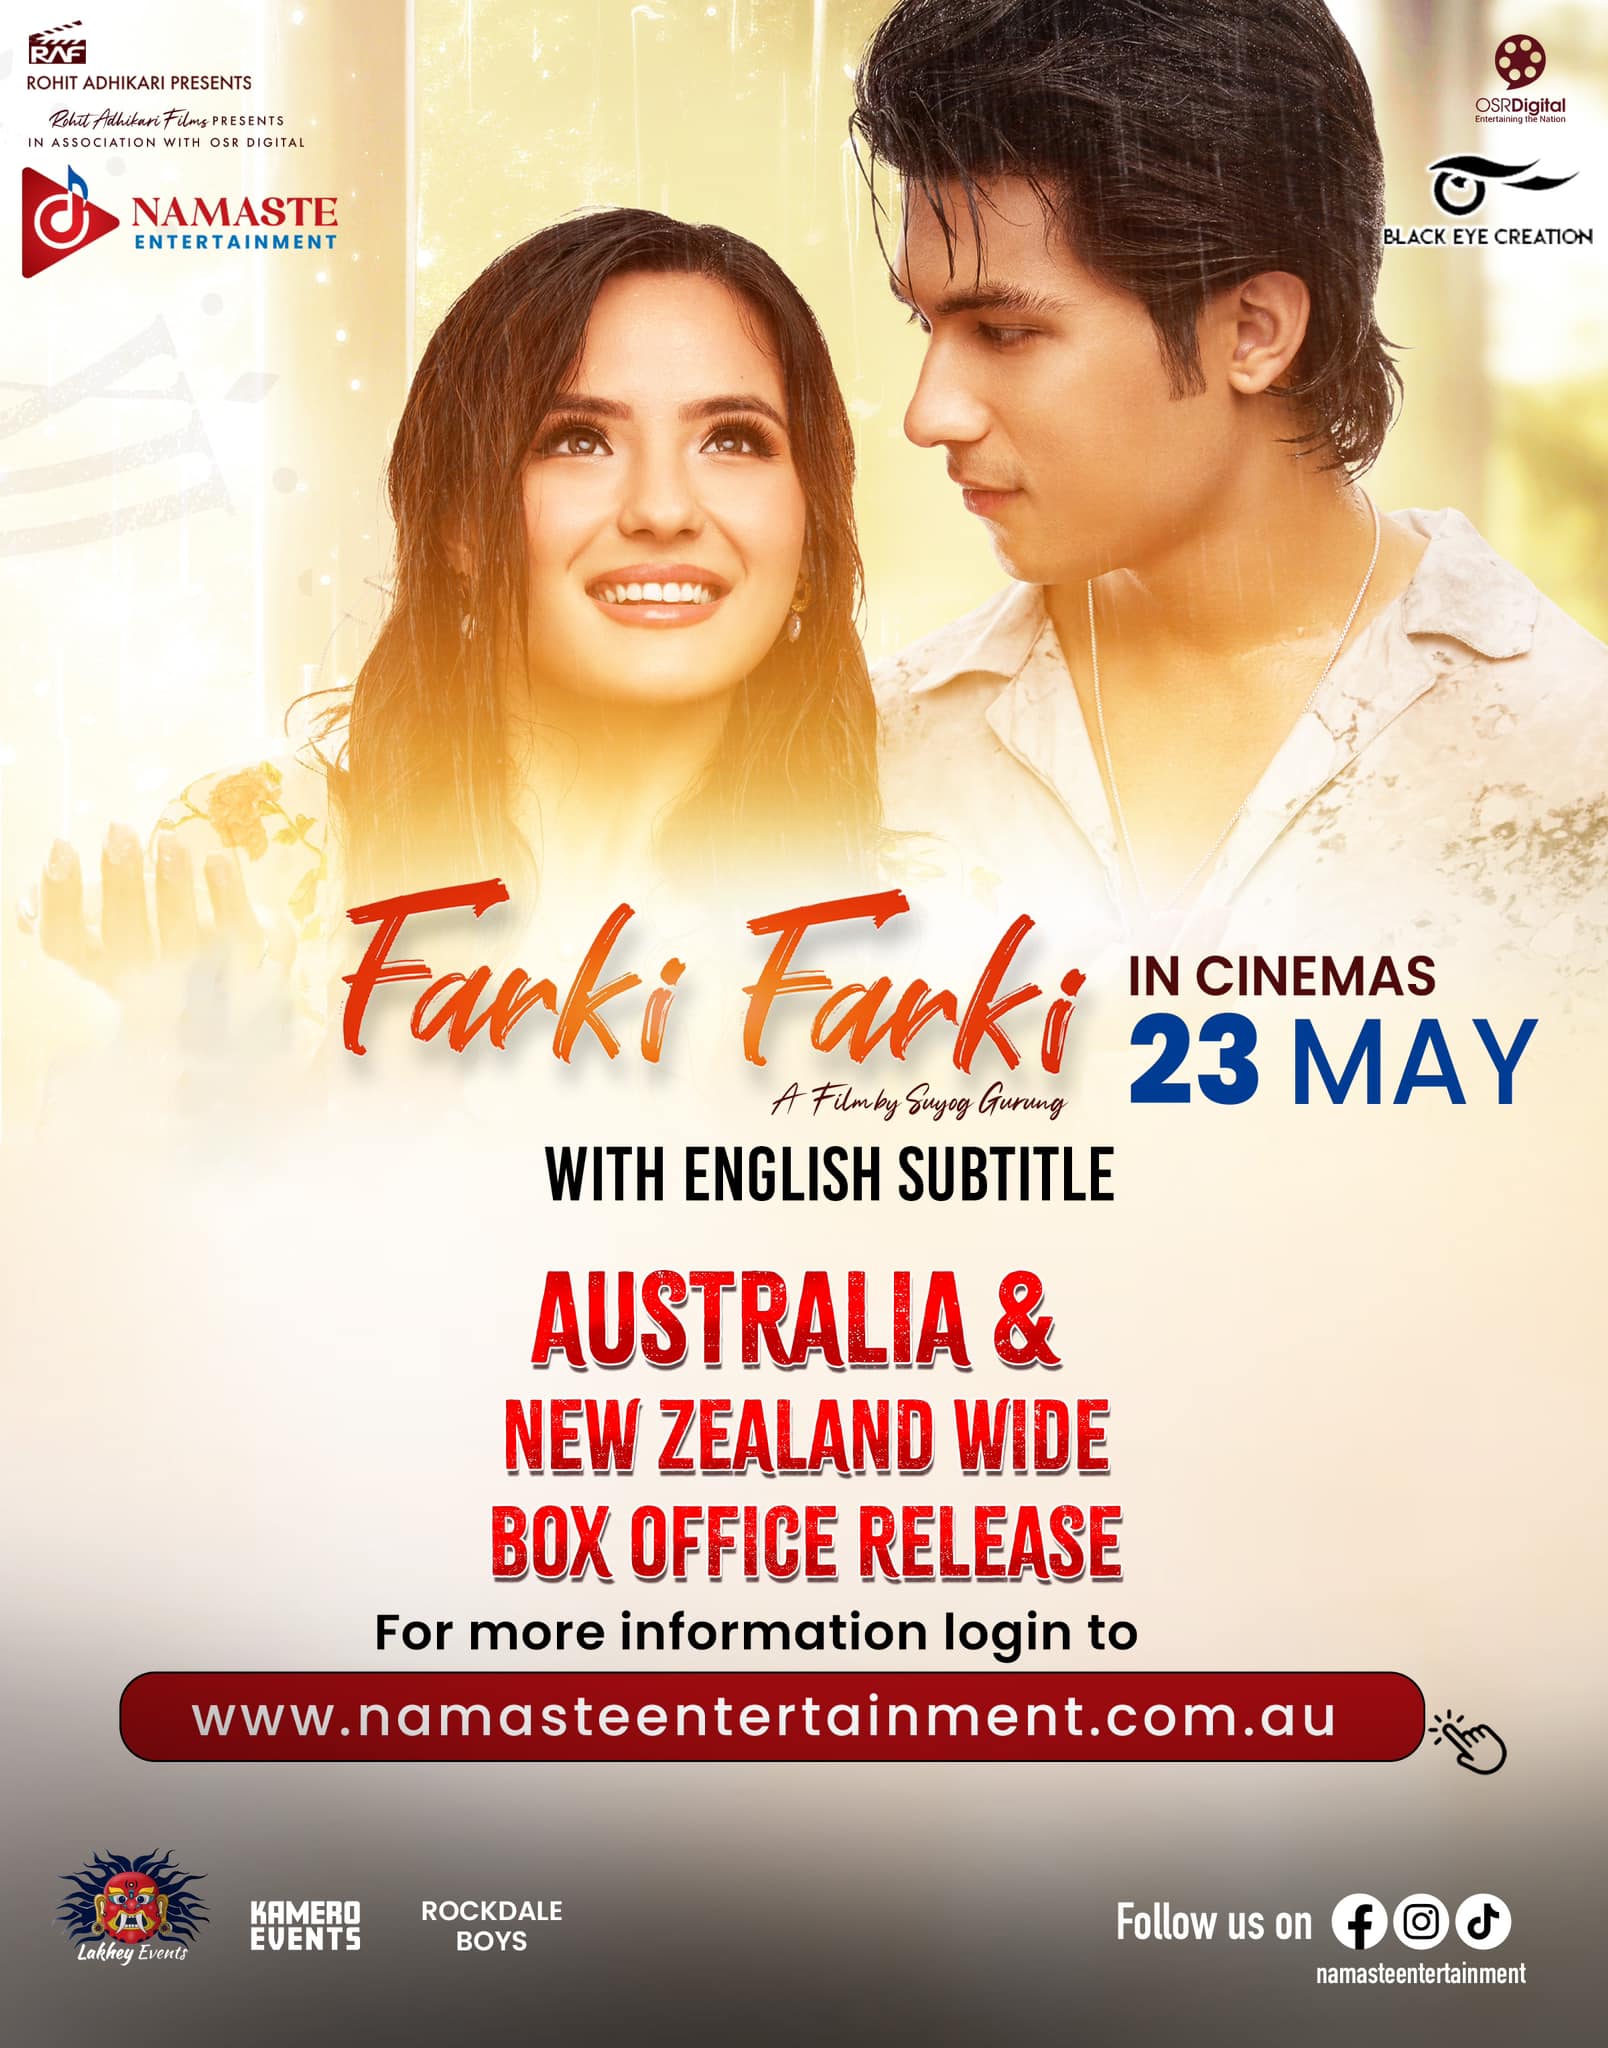 RAF
ROHIT ADHIKARI PRESENTS
Rohit Adhikari Films PRESENTS
IN ASSOCIATION WITH OSR DIGITAL
NAMASTE
ENTERTAINMENT
OSRDigital
Entertaining the Nation
BLACK EYE CREATION
Farki Farki
A Film by Suyog Gurung
IN CINEMAS
23 MAY
WITH ENGLISH SUBTITLE
AUSTRALIA &
NEW ZEALAND WIDE
BOX OFFICE RELEASE
For more information login to
www.namasteentertainment.com.au
Lakhey Events
KAMERO
EVENTS
ROCKDALE
BOYS
Follow us on
namasteentertainment